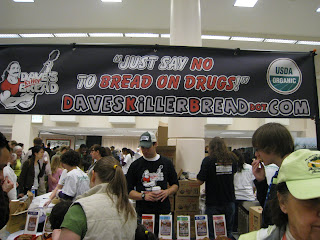 DAVE'S
KILLER
BREAD
"JUST SAY NO
TO BREAD ON DRUGS!"
DAVESKILLERBREAD DOT COM
USDA
ORGANIC